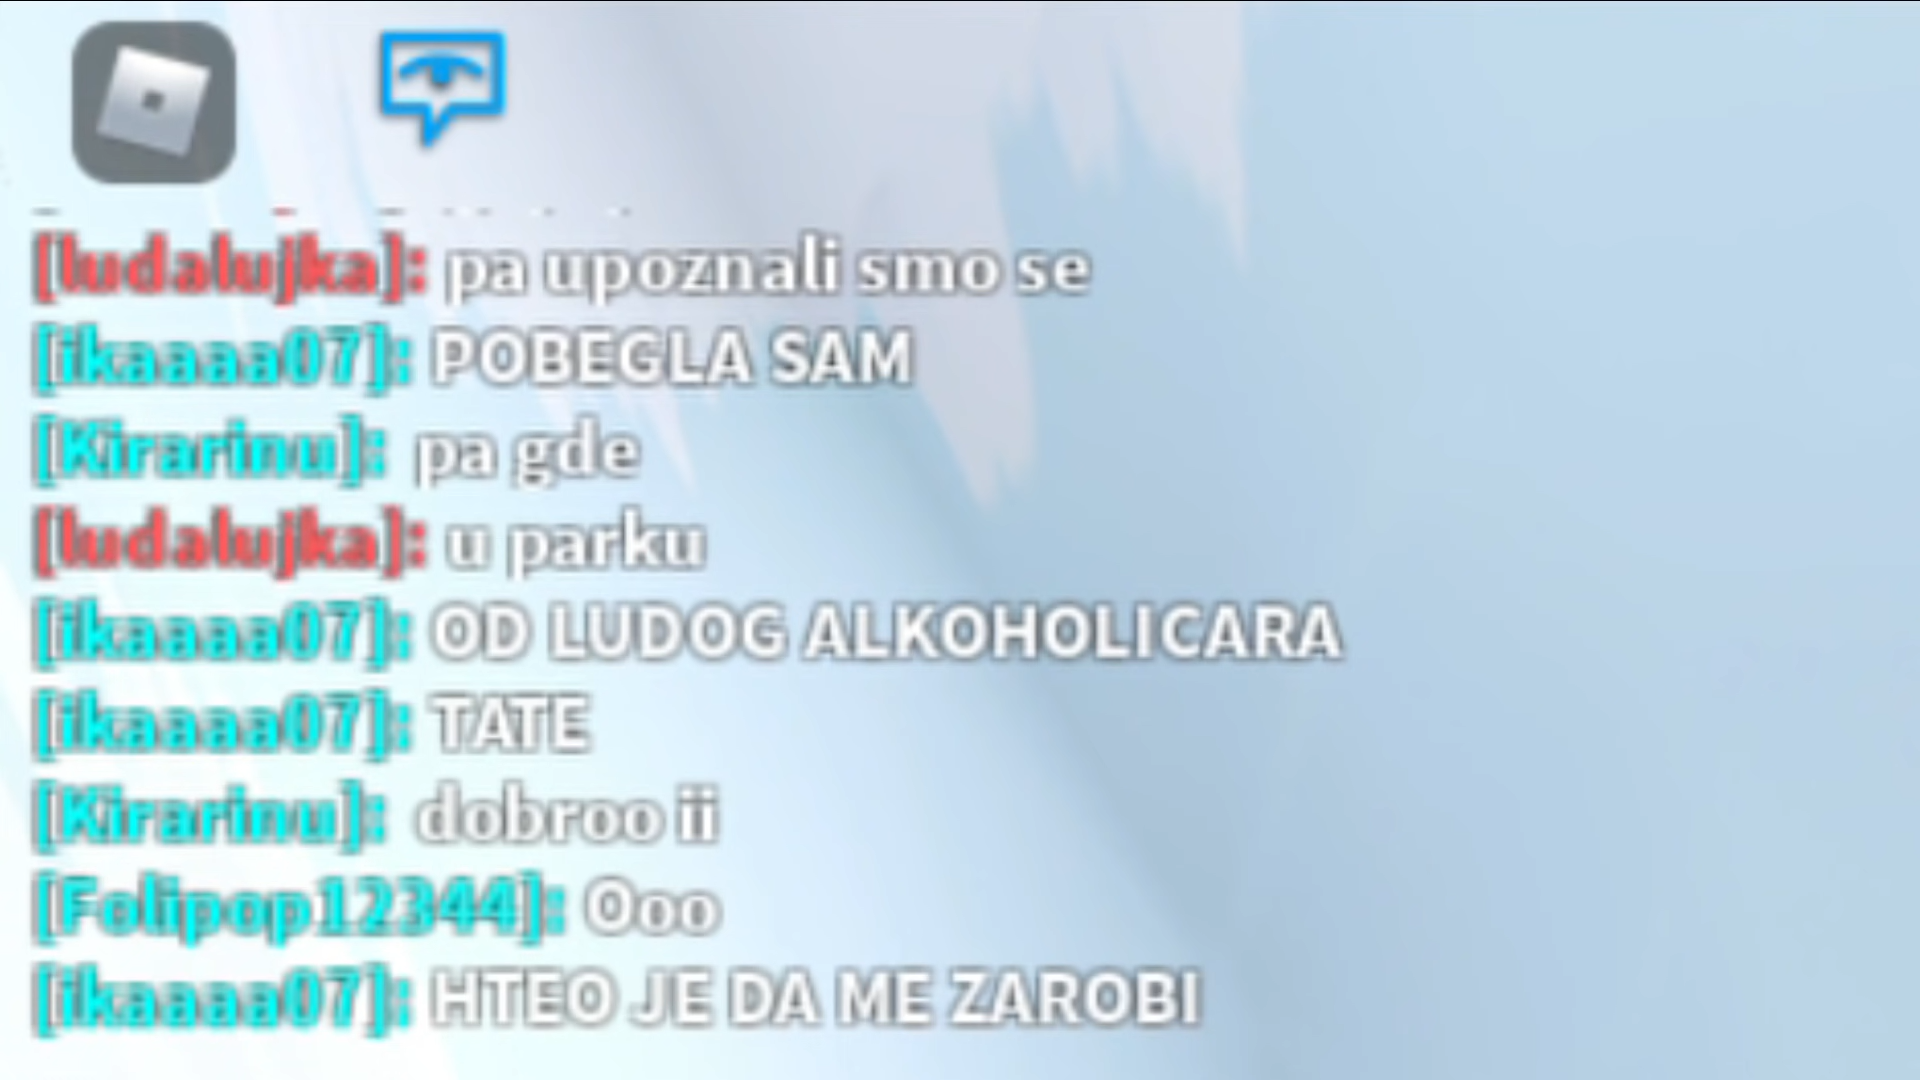 [ludalujka]: pa upoznali smo se
[ikaaaa07]: POBEGLA SAM
[Kirarinu]: pa gde
[ludalujka]: u parku
[ikaaaa07]: OD LUDOG ALKOHOLICARA
[ikaaaa07]: TATE
[Kirarinu]: dobroo ii
[Folipop12344]: Ooo
[ikaaaa07]: HTEO JE DA ME ZAROBI